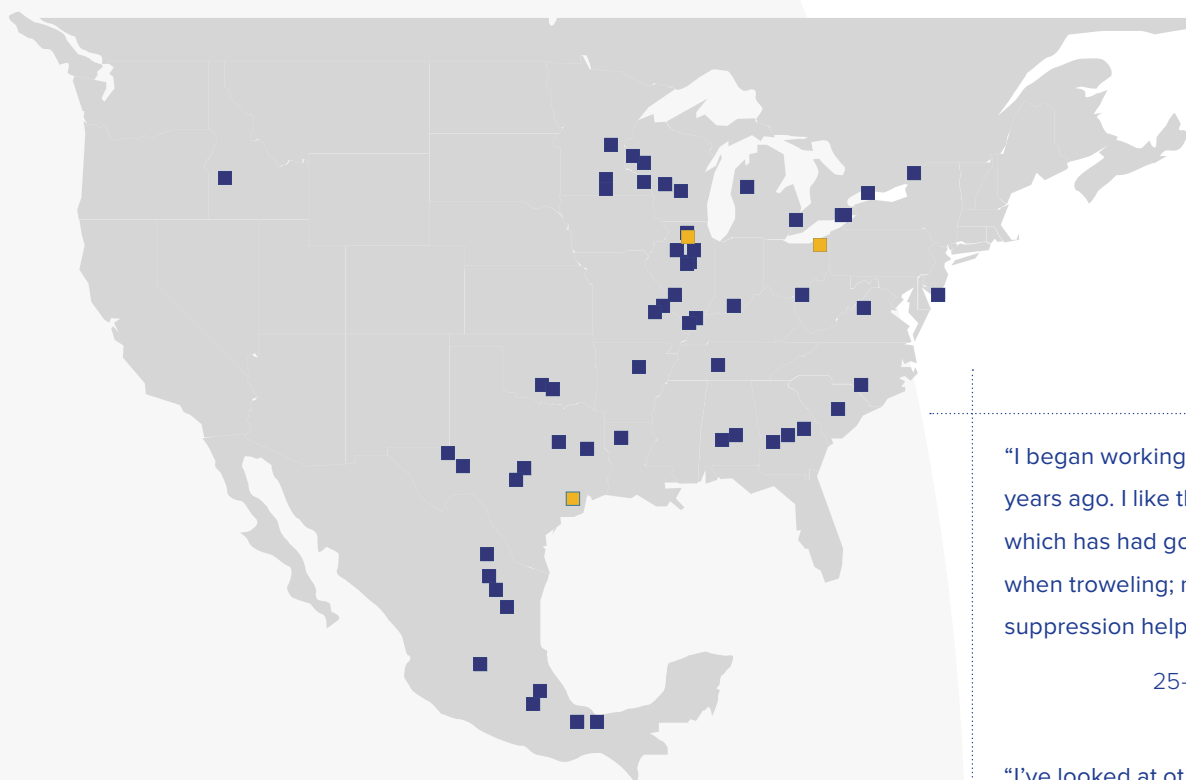 “I began working
years ago. I like t
which has had go
when troweling; r
suppression help
25-
“I’ve looked at ot